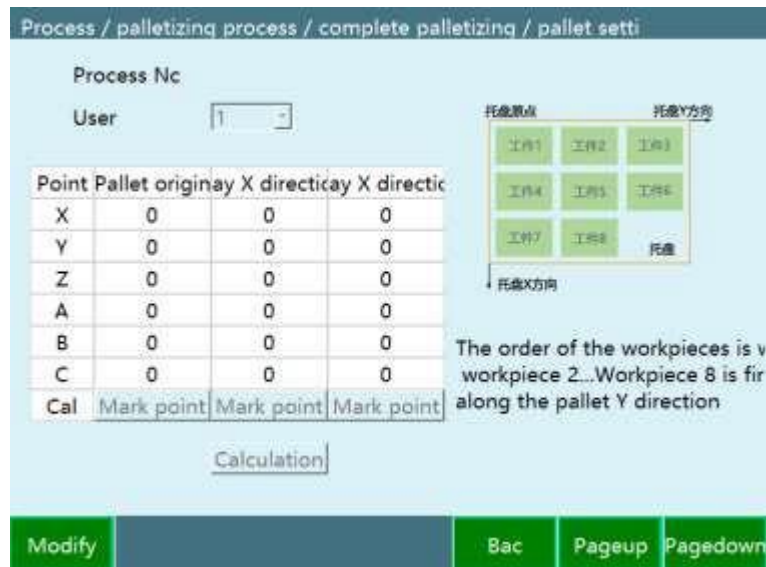 Process / palletizing process / complete palletizing / pallet setti
Process Nc
User 1
托盘原点 托盘Y方向
工件1 工件2 工件3
工件4 工件5 工件6
工件7 工件8 托盘
托盘X方向
Point Pallet origin ay X directic ay X directic
X 0 0 0
Y 0 0 0
Z 0 0 0
A 0 0 0
B 0 0 0
C 0 0 0
Cal Mark point Mark point Mark point
The order of the workpieces is w
workpiece 2...Workpiece 8 is fir
along the pallet Y direction
Calculation
Modify Bac Pageup Pagedown